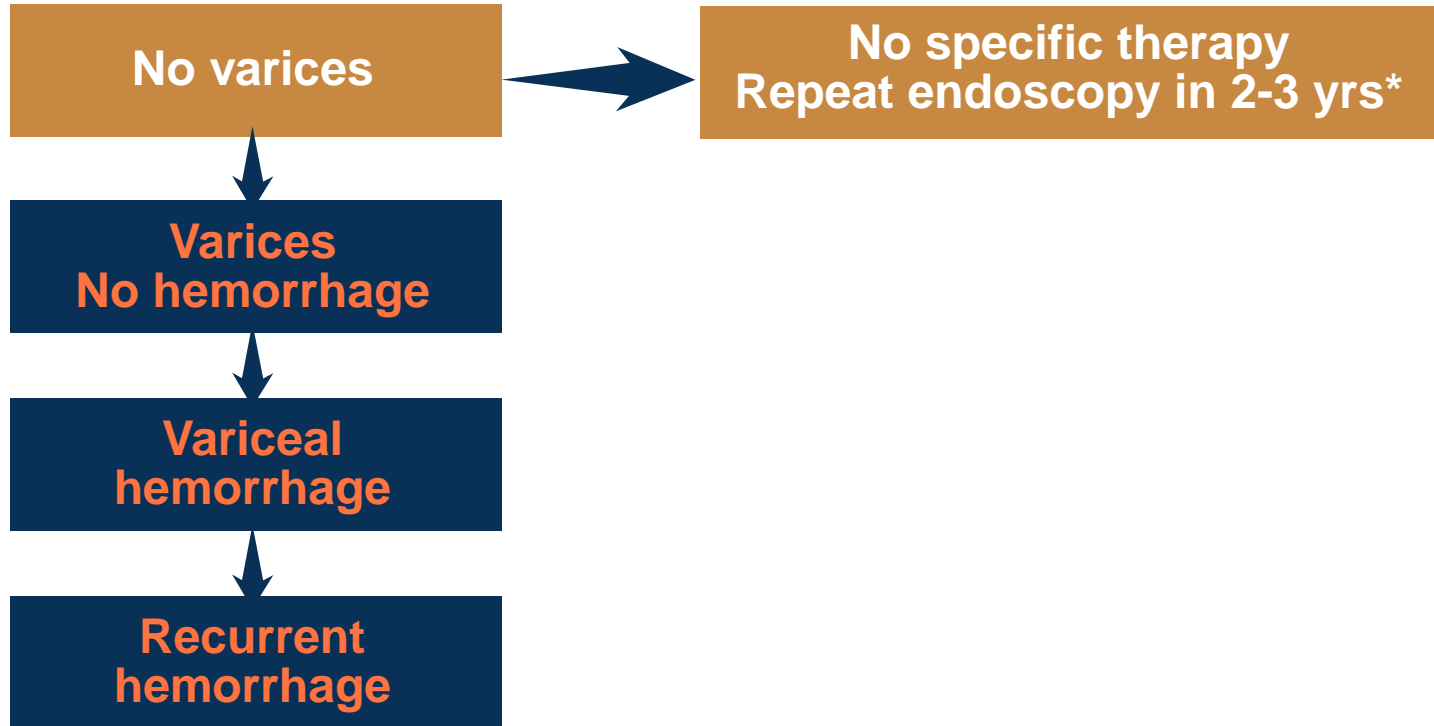 No varices
No specific therapy
Repeat endoscopy in 2-3 yrs*
Varices
No hemorrhage
Variceal
hemorrhage
Recurrent
hemorrhage